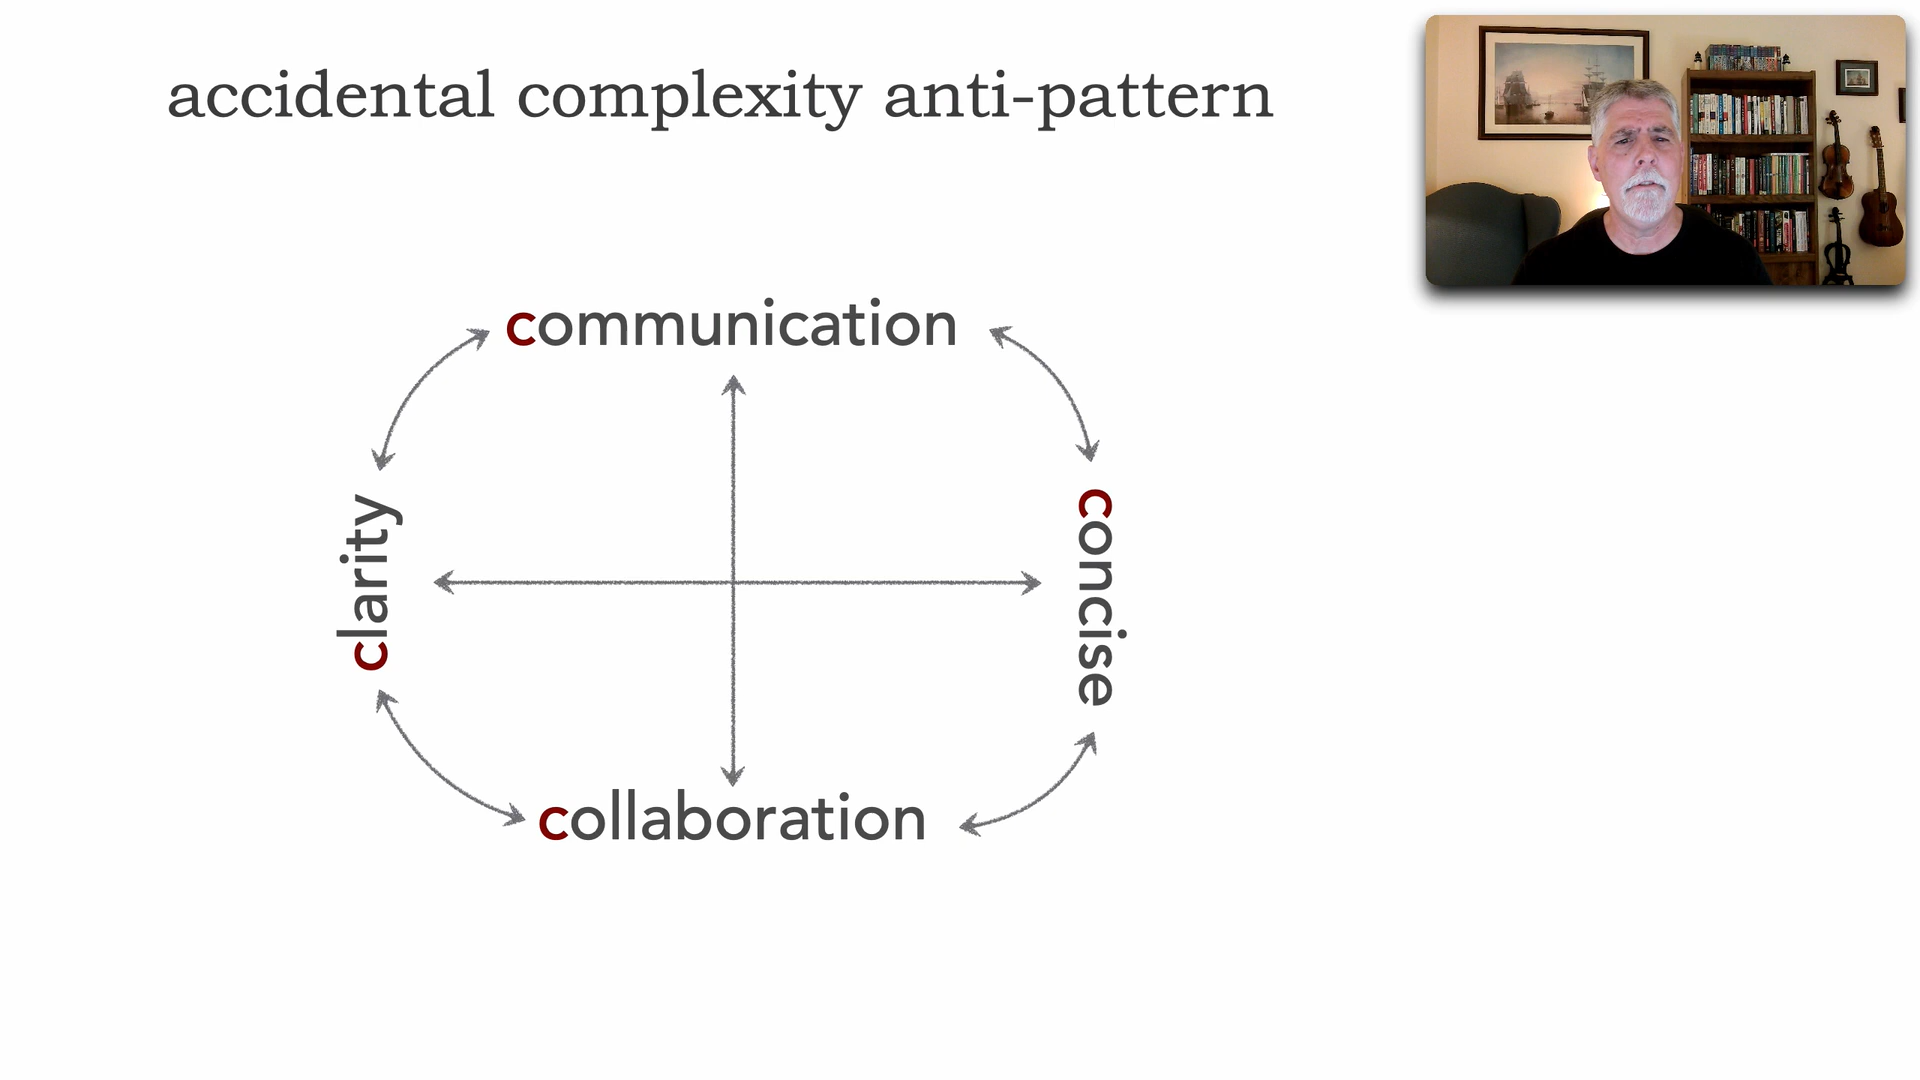 accidental complexity anti-pattern
communication
clarity
concise
collaboration